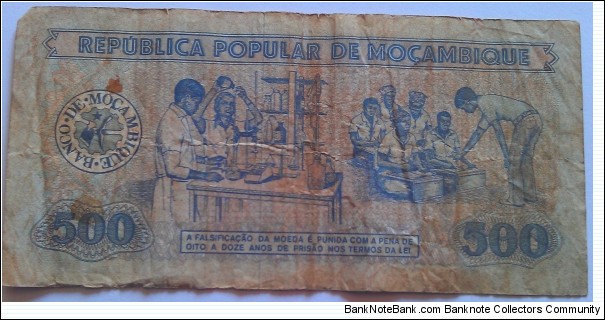 REPÚBLICA POPULAR DE MOÇAMBIQUE
BANCO·DE·MOÇAMBIQUE
500
A FALSIFICAÇÃO DA MOEDA É PUNIDA COM A PENA DE
OITO A DOZE ANOS DE PRISÃO NOS TERMOS DA LEI
500
BankNoteBank.com Banknote Collectors Community